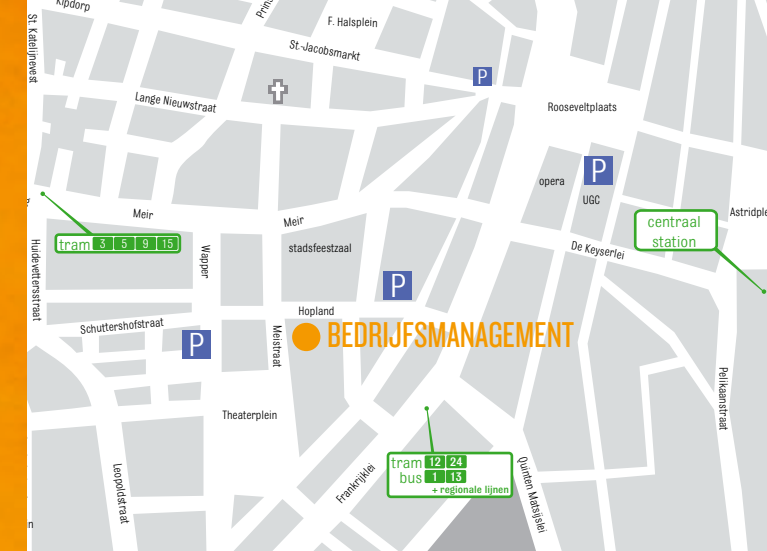 Kipdorp
F. Halsplein
St. Katelijnevest
St.-Jacobsmarkt
P
Lange Nieuwstraat
Rooseveltplaats
P
opera
UGC
Meir
Meir
centraal
station
tram 3 5 9 15
Huidevettersstraat
Wapper
stadsfeestzaal
De Keyserlei
P
Hopland
Schuttershofstraat
BEDRIJFSMANAGEMENT
P
Meistraat
Pelikaanstraat
Theaterplein
tram 12 24
bus 1 13
+ regionale lijnen
Frankrijklei
Quinten Matsijslei
Leopoldstraat